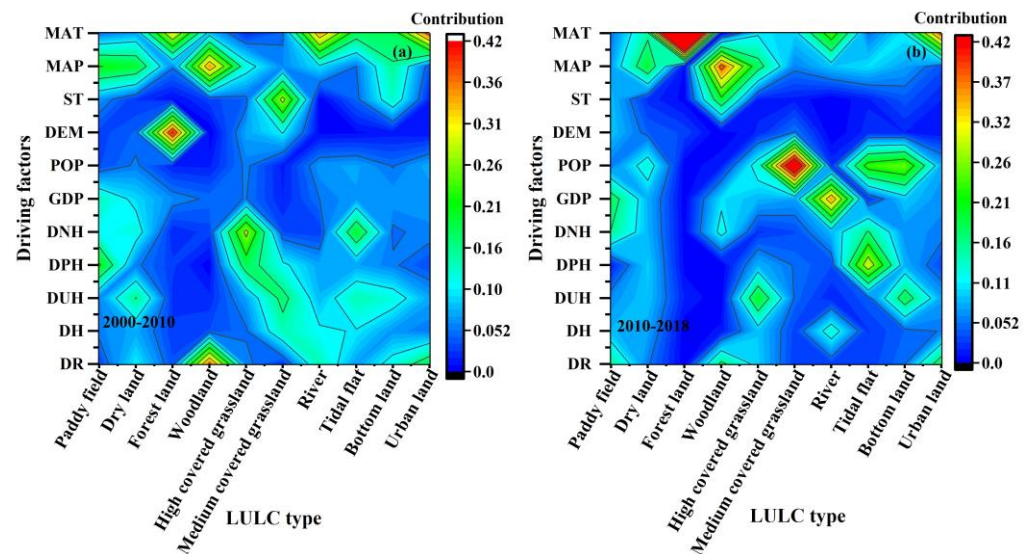 Contribution
MAT
MAP
ST
DEM
POP
GDP
DNH
DPH
DUH
DH
DR
Driving factors
(a)
2000-2010
0.42
0.37
0.31
0.26
0.21
0.16
0.10
0.052
0.0
Paddy field
Dry land
Forest land
Woodland
High covered grassland
Medium covered grassland
River
Tidal flat
Bottom land
Urban land
LULC type
Contribution
MAT
MAP
ST
DEM
POP
GDP
DNH
DPH
DUH
DH
DR
Driving factors
(b)
2010-2018
0.42
0.37
0.31
0.26
0.21
0.16
0.10
0.052
0.0
Paddy field
Dry land
Forest land
Woodland
High covered grassland
Medium covered grassland
River
Tidal flat
Bottom land
Urban land
LULC type